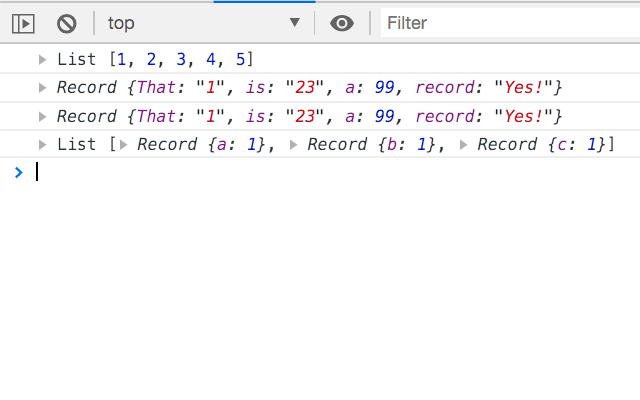 top Filter
List [1, 2, 3, 4, 5]
Record {That: "1", is: "23", a: 99, record: "Yes!"}
Record {That: "1", is: "23", a: 99, record: "Yes!"}
List [Record {a: 1}, Record {b: 1}, Record {c: 1}]